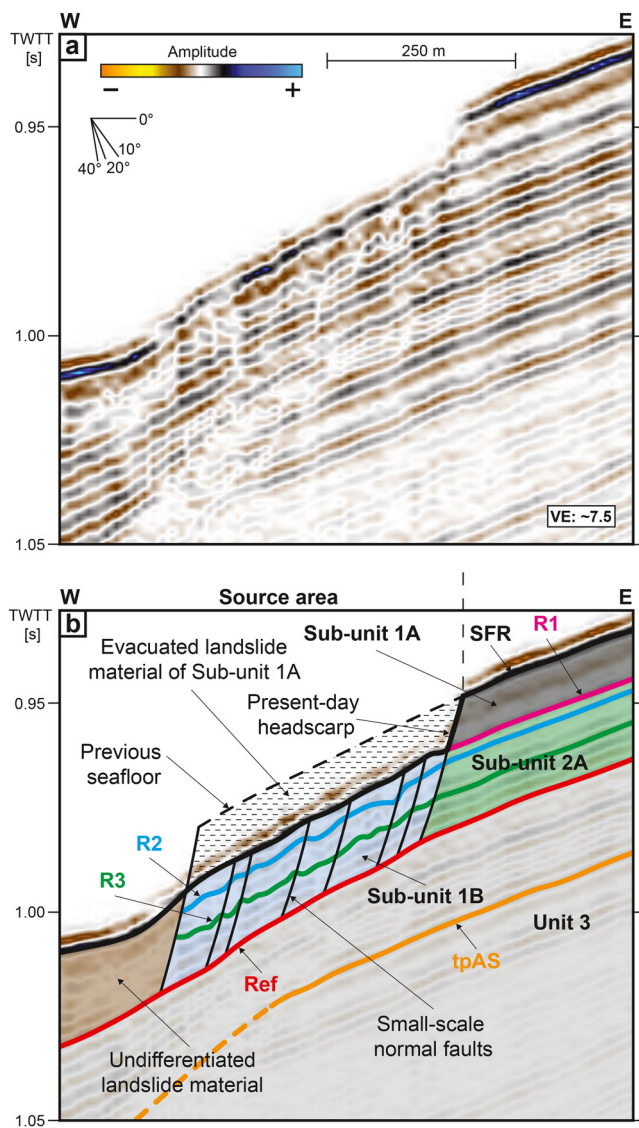 W
E
TWTT
[s]
a
Amplitude
−
+
250 m
0°
10°
20°
40°
0.95
1.00
1.05
VE: ~7.5
W
Source area
E
TWTT
[s]
b
Sub-unit 1A
SFR
R1
Evacuated landslide
material of Sub-unit 1A
0.95
Present-day
headscarp
Previous
seafloor
Sub-unit 2A
R2
R3
Sub-unit 1B
1.00
Unit 3
tpAS
Ref
Small-scale
normal faults
Undifferentiated
landslide material
1.05